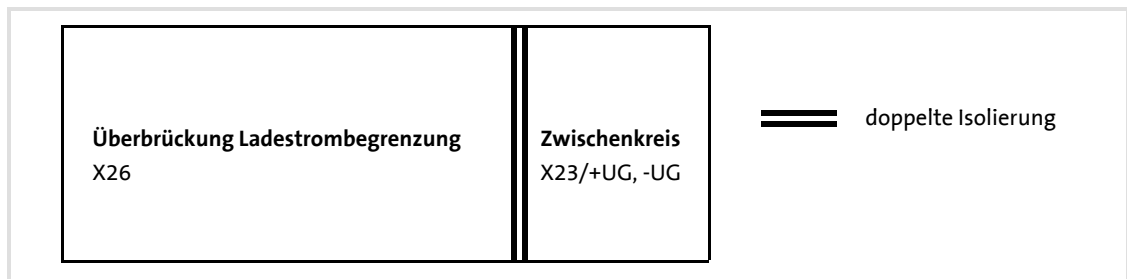 Überbrückung Ladestrombegrenzung
X26
Zwischenkreis
X23/+UG, -UG
doppelte Isolierung